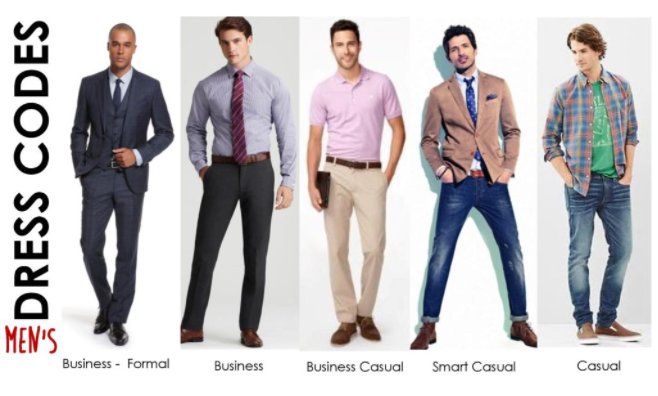 DRESS CODES
MEN'S
Business - Formal
Business
Business Casual
Smart Casual
Casual